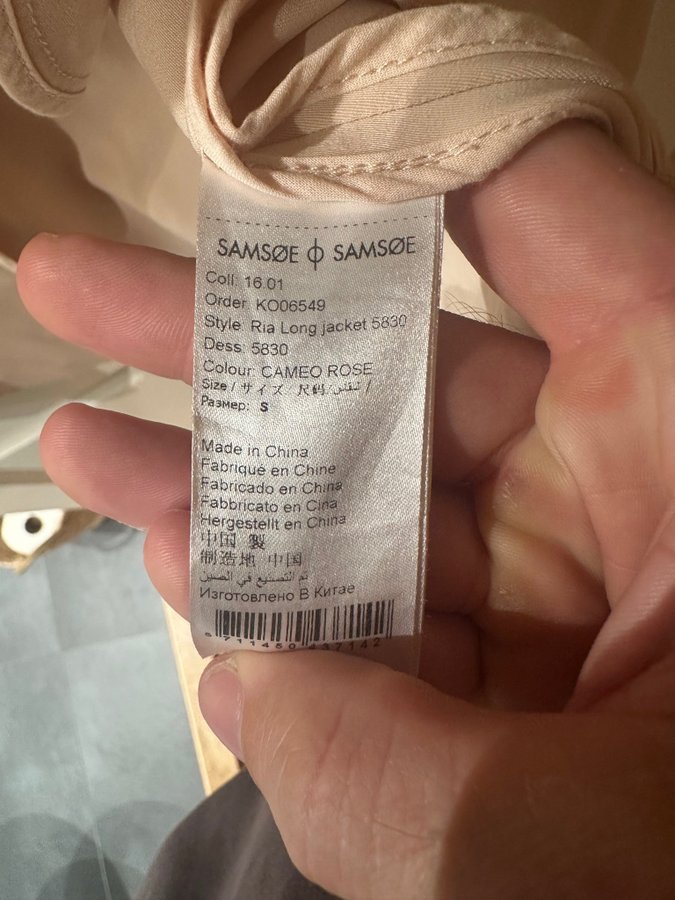 SAMSØE ɸ SAMSØE
Coll: 16.01
Order: KO06549
Style: Ria Long jacket 5830
Dess: 5830
Colour: CAMEO ROSE
Size / サイズ 尺码 / /
Размер: S
Made in China
Fabriqué en Chine
Fabricado en China
Fabbricato en Cina
Hergestellt en China
中国 製
制造地 中国
تم التصنيع في الصين
Изготовлено В Китае
5711450437142